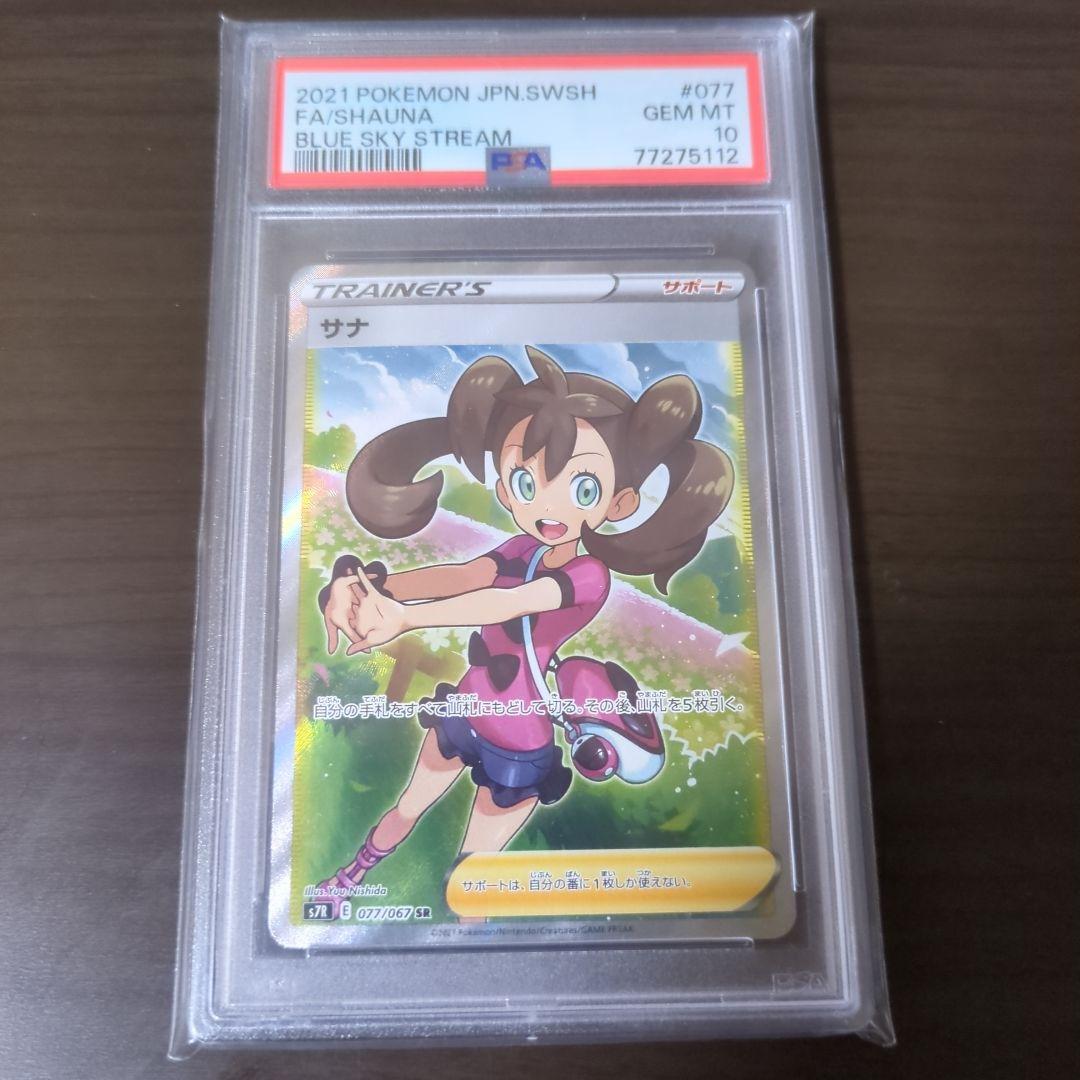 2021 POKEMON JPN.SWSH #077
FA/SHAUNA GEM MT
BLUE SKY STREAM 10
PSA 77275112
TRAINER'S サポート
サナ
自分の手札をすべて山札にもどして切る。その後、山札を5枚引く。
サポートは、自分の番に1枚しか使えない。
Illus. Yuu Nishida
s7R E 077/067 SR
©2021 Pokémon/Nintendo/Creatures/GAME FREAK
PSA